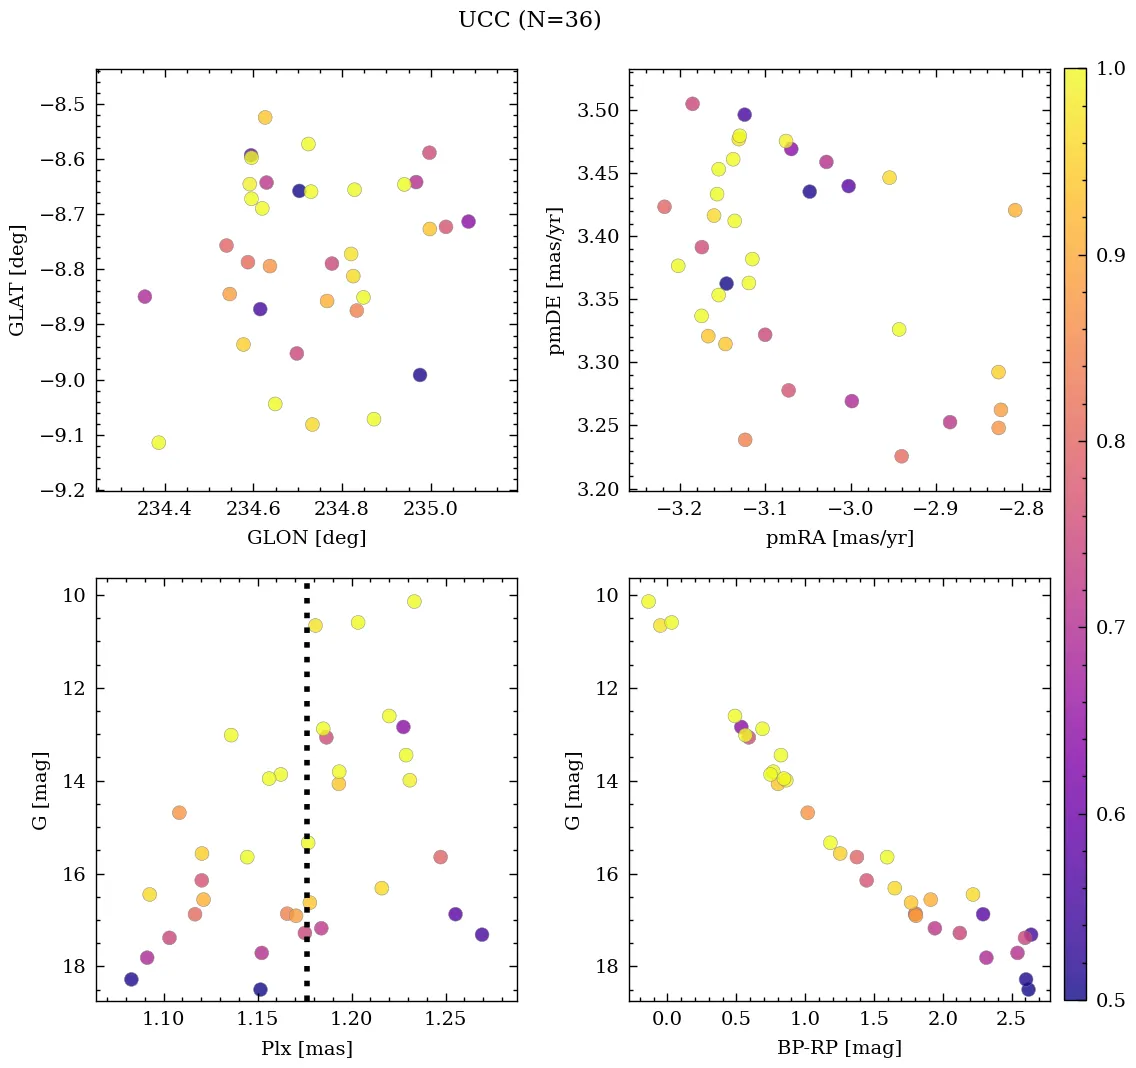 UCC (N=36)
−8.5
−8.6
−8.7
−8.8
−8.9
−9.0
−9.1
−9.2
GLAT [deg]
234.4 234.6 234.8 235.0
GLON [deg]
3.50
3.45
3.40
3.35
3.30
3.25
3.20
pmDE [mas/yr]
−3.2 −3.1 −3.0 −2.9 −2.8
pmRA [mas/yr]
10
12
14
16
18
G [mag]
1.10 1.15 1.20 1.25
Plx [mas]
10
12
14
16
18
G [mag]
0.0 0.5 1.0 1.5 2.0 2.5
BP-RP [mag]
1.0
0.9
0.8
0.7
0.6
0.5